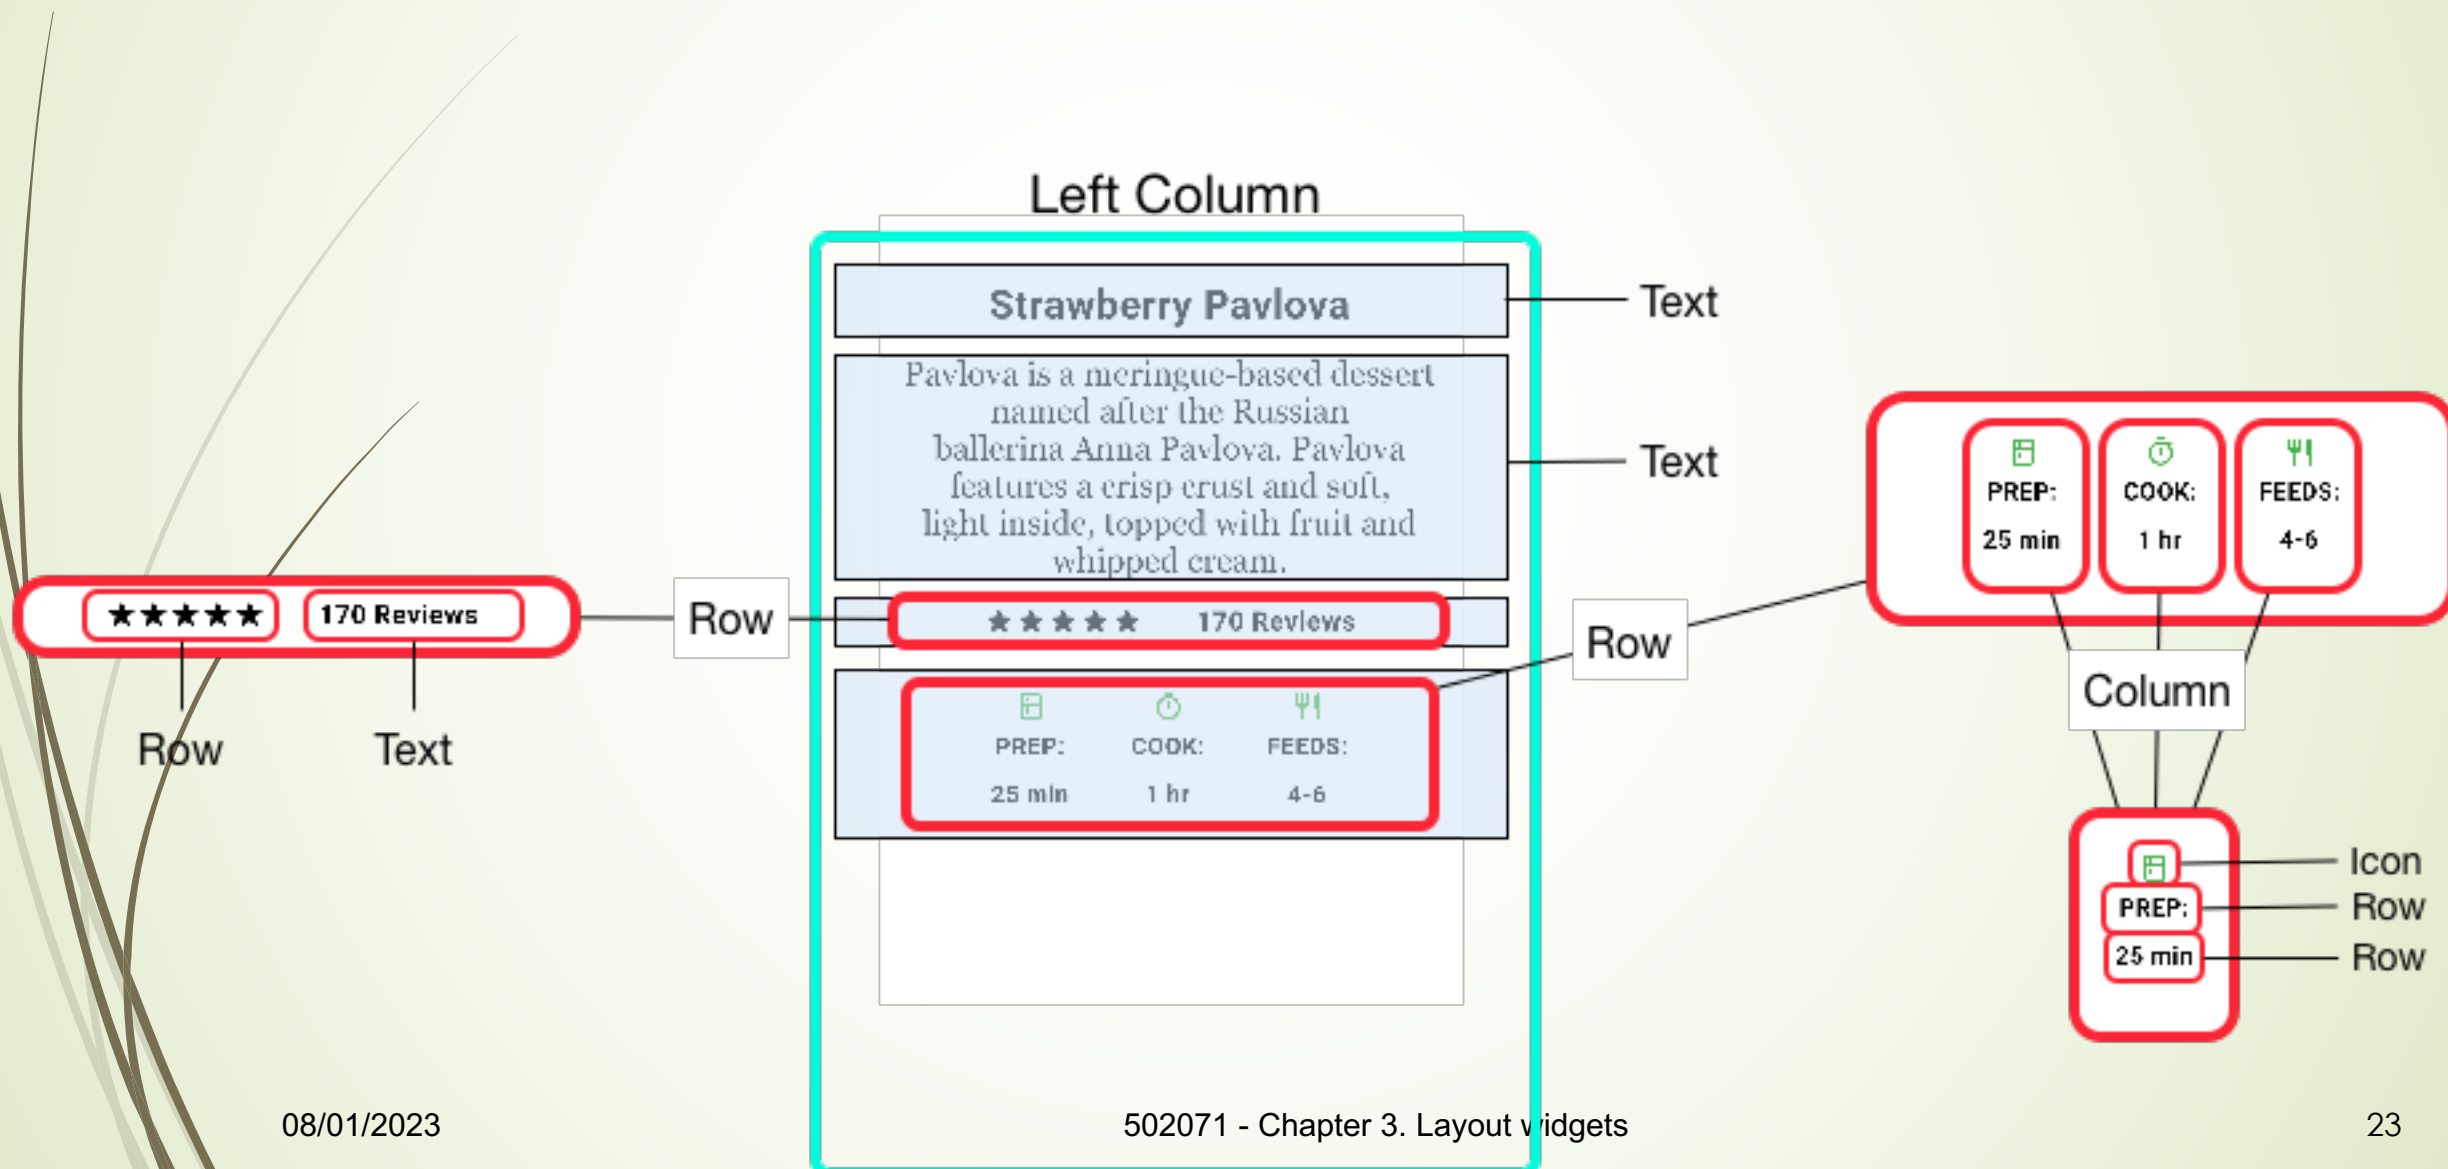 Left Column
Strawberry Pavlova
Text
Pavlova is a meringue-based dessert
named after the Russian
ballerina Anna Pavlova. Pavlova
features a crisp crust and soft,
light inside, topped with fruit and
whipped cream.
Text
★★★★★ 170 Reviews
Row
Text
Row
★★★★★ 170 Reviews
PREP: COOK: FEEDS:
25 min 1 hr 4-6
Row
PREP: COOK: FEEDS:
25 min 1 hr 4-6
Column
Icon
PREP:
Row
25 min
Row
08/01/2023
502071 - Chapter 3. Layout widgets
23